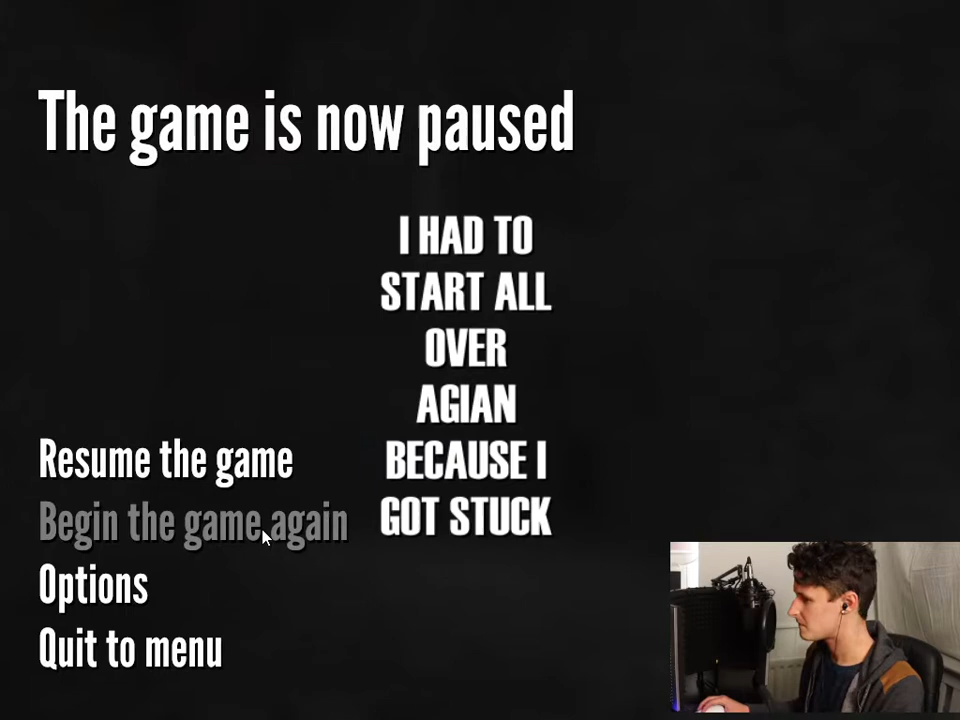 The game is now paused
I HAD TO
START ALL
OVER
AGIAN
BECAUSE I
GOT STUCK
Resume the game
Begin the game again
Options
Quit to menu